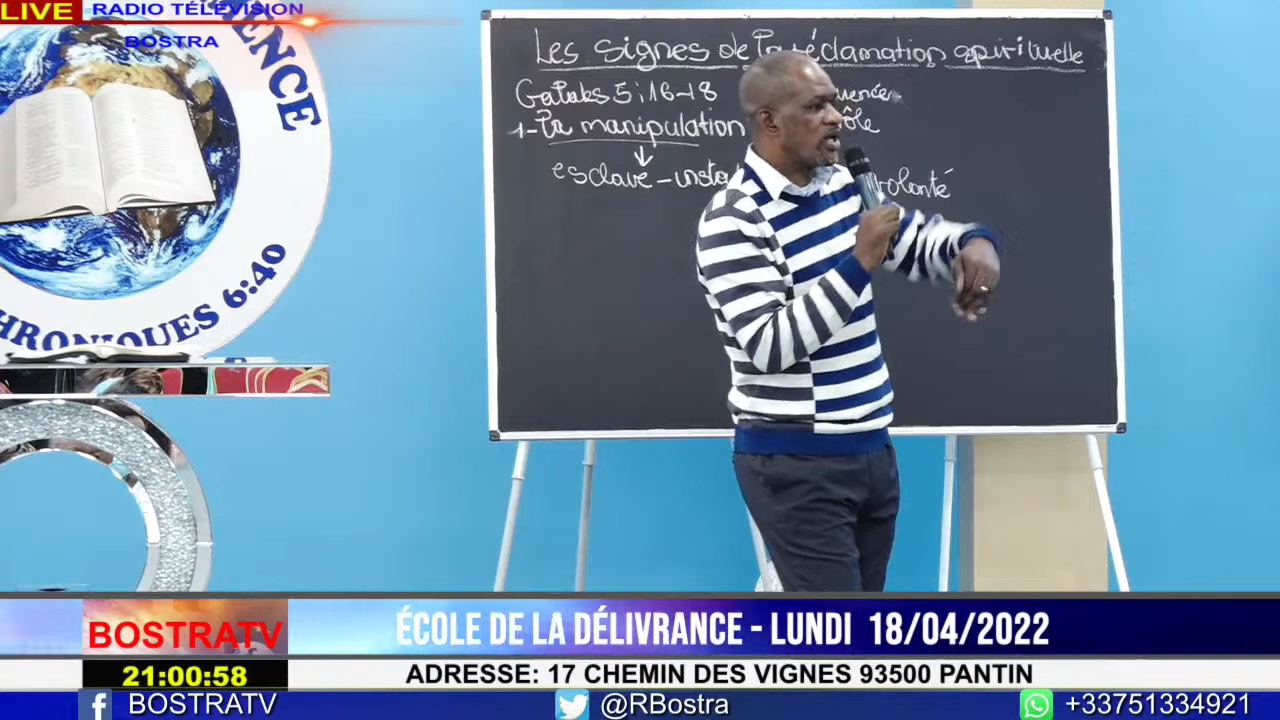 LIVE RADIO TÉLÉVISION
BOSTRA
ENCE
HRONIQUES 6:40
Les signes de la réclamation spirituelle
Galates 5:16-18
1- la manipulation
esclave - insta volonté
BOSTRATV
21:00:58
ÉCOLE DE LA DÉLIVRANCE - LUNDI 18/04/2022
ADRESSE: 17 CHEMIN DES VIGNES 93500 PANTIN
BOSTRATV
@RBostra
+33751334921